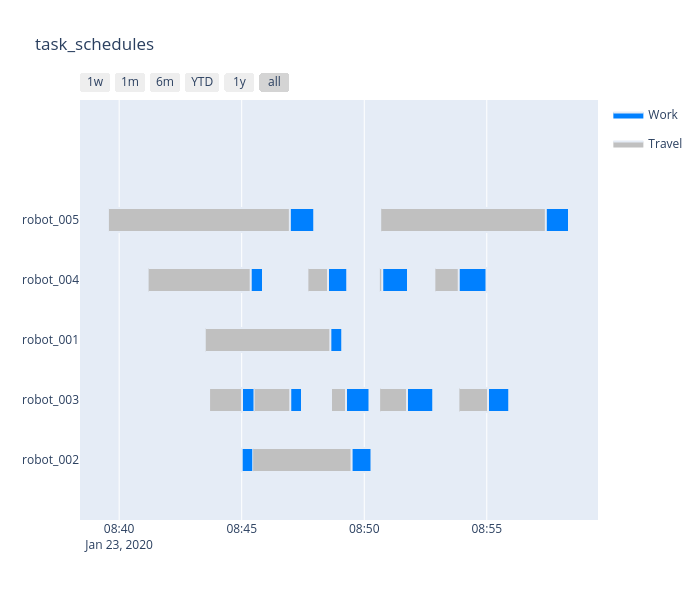 task_schedules
1w 1m 6m YTD 1y all
Work
Travel
robot_005
robot_004
robot_001
robot_003
robot_002
08:40 08:45 08:50 08:55
Jan 23, 2020